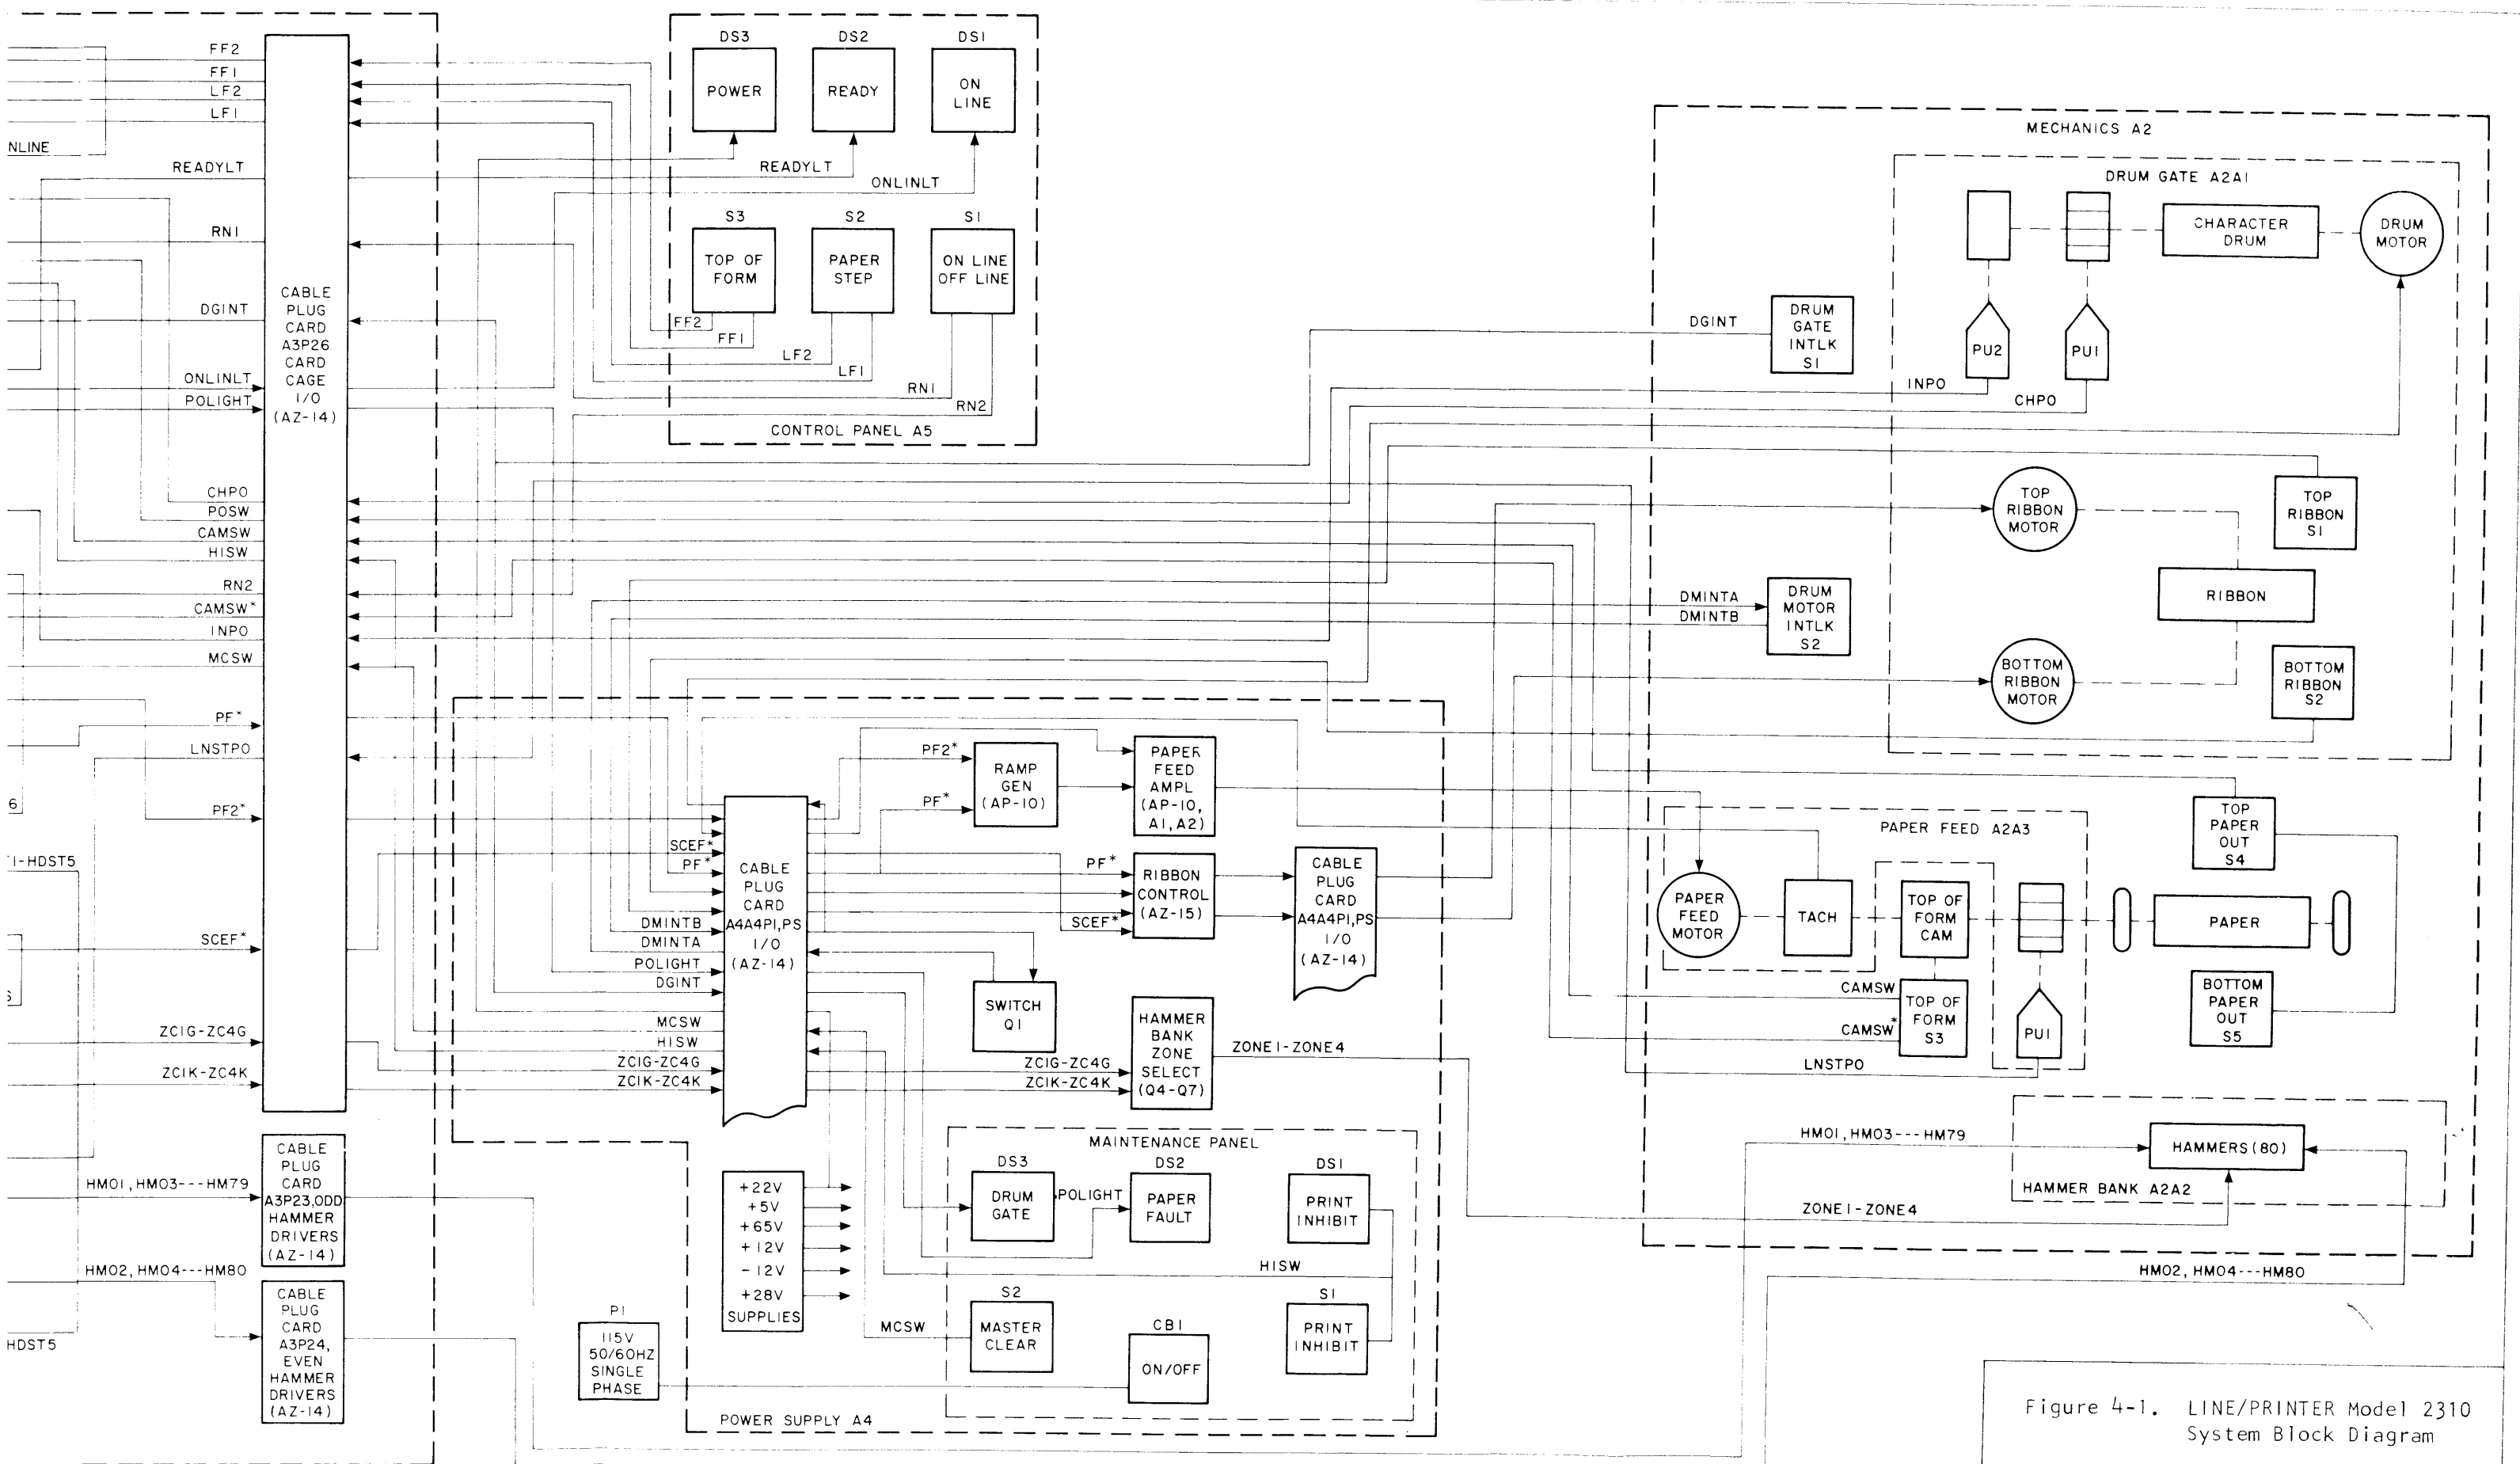 FF2
FF1
LF2
LF1
NLINE
READYLT
RN1
DGINT
ONLINLT
POLIGHT
CHPO
POSW
CAMSW
HISW
RN2
CAMSW*
INPO
MCSW
PF*
LNSTPO
6
PF2*
1-HDST5
SCEF*
S
ZC1G-ZC4G
ZC1K-ZC4K
HM01, HM03---HM79
HM02, HM04---HM80
HDST5
CABLE
PLUG
CARD
A3P26
CARD
CAGE
I/O
(AZ-14)
CABLE
PLUG
CARD
A3P23,ODD
HAMMER
DRIVERS
(AZ-14)
CABLE
PLUG
CARD
A3P24,
EVEN
HAMMER
DRIVERS
(AZ-14)
DS3
DS2
DS1
POWER
READY
ON
LINE
READYLT
ONLINLT
S3
S2
S1
TOP OF
FORM
PAPER
STEP
ON LINE
OFF LINE
FF2
FF1
LF2
LF1
RN1
RN2
CONTROL PANEL A5
SCEF*
PF*
DMINTB
DMINTA
POLIGHT
DGINT
MCSW
HISW
ZC1G-ZC4G
ZC1K-ZC4K
CABLE
PLUG
CARD
A4A4P1,PS
I/O
(AZ-14)
PF2*
PF*
RAMP
GEN
(AP-10)
PAPER
FEED
AMPL
(AP-10,
A1,A2)
PF*
SCEF*
RIBBON
CONTROL
(AZ-15)
CABLE
PLUG
CARD
A4A4P1,PS
I/O
(AZ-14)
SWITCH
Q1
ZC1G-ZC4G
ZC1K-ZC4K
HAMMER
BANK
ZONE
SELECT
(Q4-Q7)
ZONE1-ZONE4
MAINTENANCE PANEL
DS3
DS2
DS1
DRUM
GATE
POLIGHT
PAPER
FAULT
PRINT
INHIBIT
HISW
S2
MCSW
MASTER
CLEAR
CB1
ON/OFF
S1
PRINT
INHIBIT
+22V
+5V
+65V
+12V
-12V
+28V
SUPPLIES
P1
115V
50/60HZ
SINGLE
PHASE
POWER SUPPLY A4
MECHANICS A2
DRUM GATE A2A1
CHARACTER
DRUM
DRUM
MOTOR
DGINT
DRUM
GATE
INTLK
S1
PU2
PU1
INPO
CHPO
TOP
RIBBON
MOTOR
TOP
RIBBON
S1
DMINTA
DMINTB
DRUM
MOTOR
INTLK
S2
RIBBON
BOTTOM
RIBBON
MOTOR
BOTTOM
RIBBON
S2
PAPER FEED A2A3
TOP
PAPER
OUT
S4
PAPER
FEED
MOTOR
TACH
TOP OF
FORM
CAM
PAPER
CAMSW
CAMSW*
TOP OF
FORM
S3
PU1
BOTTOM
PAPER
OUT
S5
LNSTPO
HM01, HM03---HM79
HAMMERS(80)
HAMMER BANK A2A2
ZONE1-ZONE4
HM02, HM04---HM80
Figure 4-1. LINE/PRINTER Model 2310
System Block Diagram